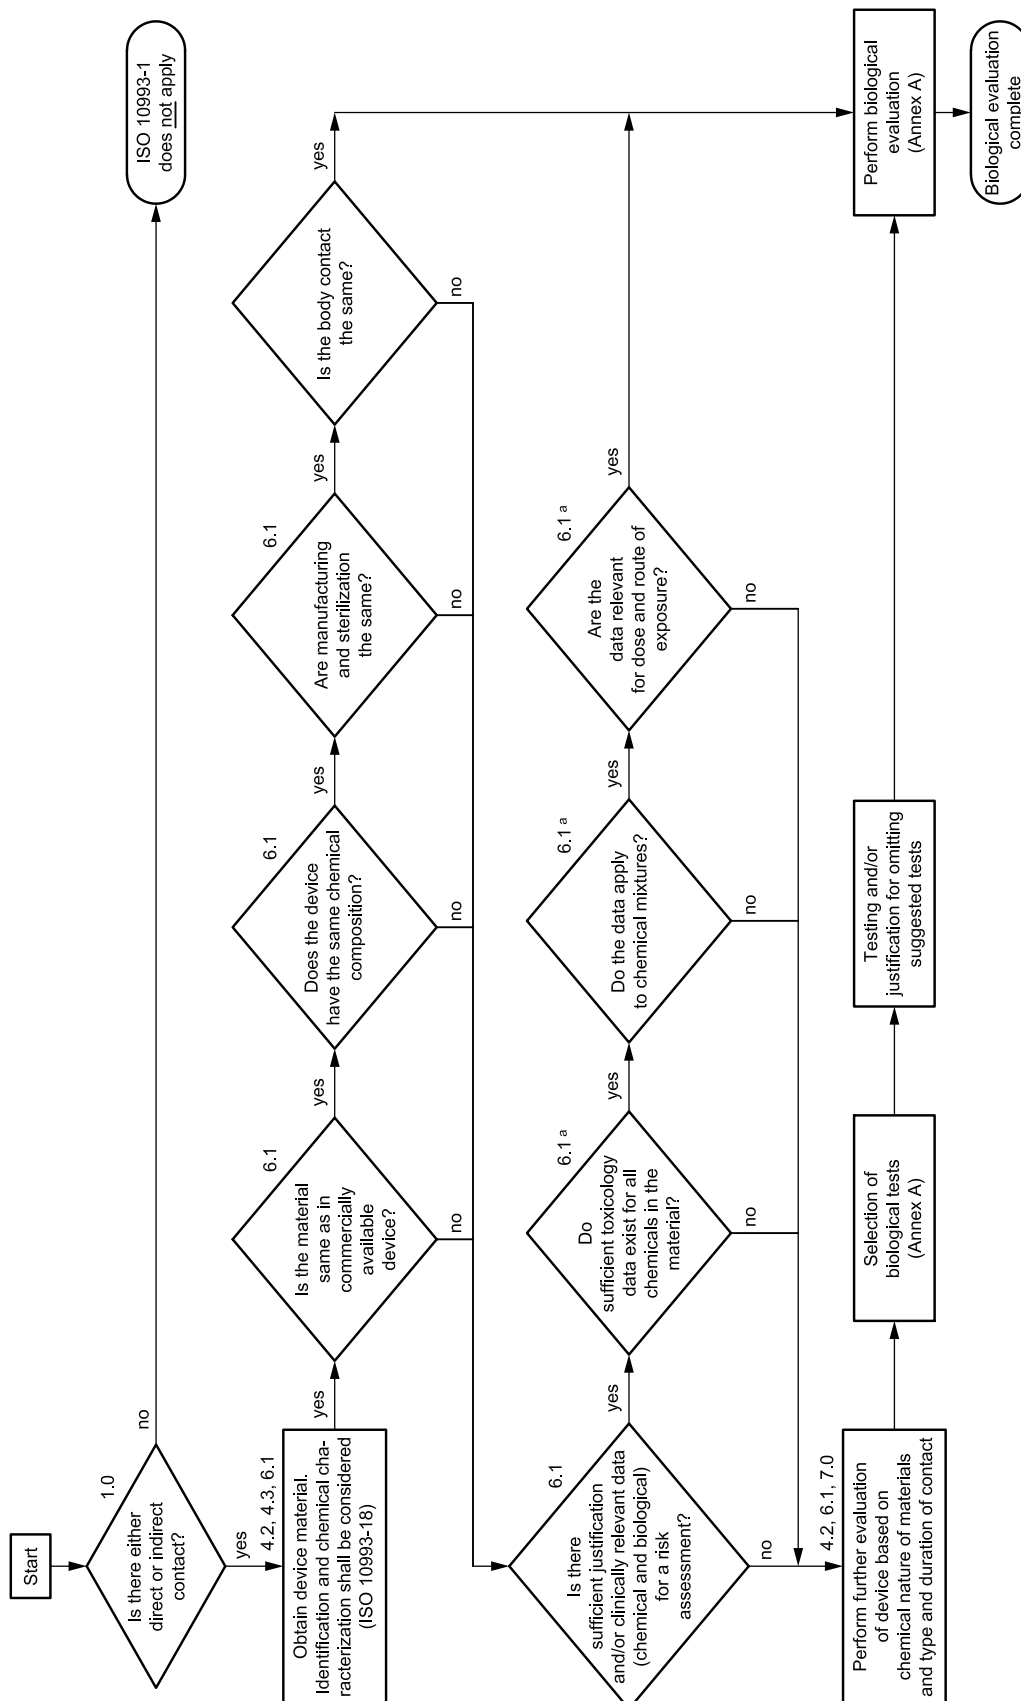 Start
Is there either
direct or indirect
contact?
1.0
no
ISO 10993-1
does not apply
yes
4.2, 4.3, 6.1
Obtain device material.
Identification and chemical cha-
racterization shall be considered
(ISO 10993-18)
yes
Is the material
same as in
commercially
available
device?
6.1
no
yes
Does the device
have the same chemical
composition?
6.1
no
yes
Are manufacturing
and sterilization
the same?
6.1
no
yes
Is the body contact
the same?
no
yes
Is there
sufficient justification
and/or clinically relevant data
(chemical and biological)
for a risk
assessment?
6.1
no
yes
Do
sufficient toxicology
data exist for all
chemicals in the
material?
6.1 a
no
yes
Do the data apply
to chemical mixtures?
6.1 a
no
yes
Are the
data relevant
for dose and route of
exposure?
6.1 a
no
yes
4.2, 6.1, 7.0
Perform further evaluation
of device based on
chemical nature of materials
and type and duration of contact
Selection of
biological tests
(Annex A)
Testing and/or
justification for omitting
suggested tests
Perform biological
evaluation
(Annex A)
Biological evaluation
complete